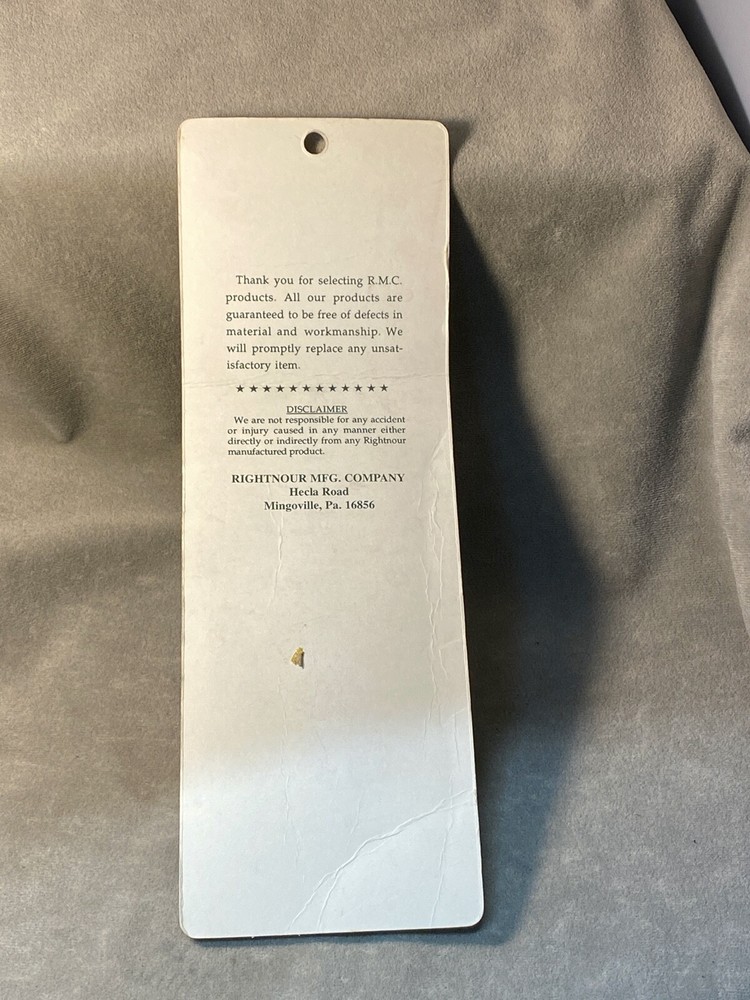 Thank you for selecting R.M.C.
products. All our products are
guaranteed to be free of defects in
material and workmanship. We
will promptly replace any unsat-
isfactory item.
★★★★★★★★★★★★
DISCLAIMER
We are not responsible for any accident
or injury caused in any manner either
directly or indirectly from any Rightnour
manufactured product.
RIGHTNOUR MFG. COMPANY
Hecla Road
Mingoville, Pa. 16856